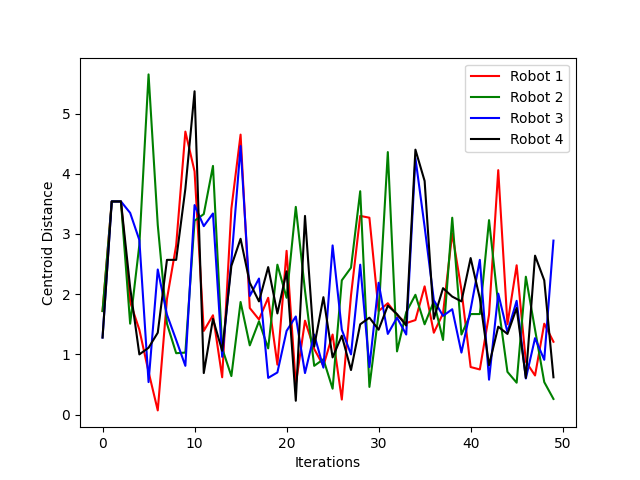 Robot 1
Robot 2
Robot 3
Robot 4
5
4
3
2
1
0
Centroid Distance
0 10 20 30 40 50
Iterations